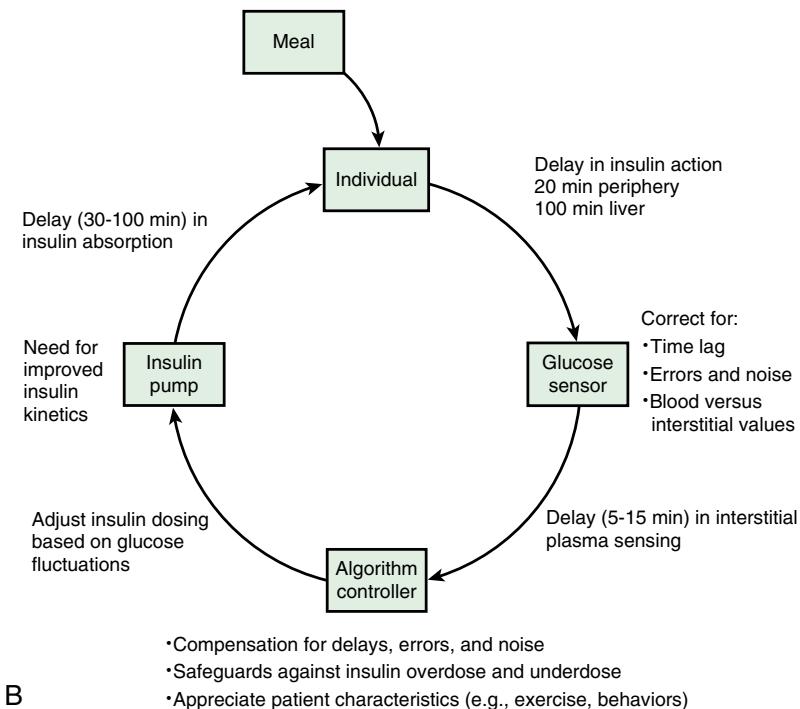 Meal
Individual
Delay in insulin action
20 min periphery
100 min liver
Delay (30-100 min) in
insulin absorption
Correct for:
•Time lag
•Errors and noise
•Blood versus
interstitial values
Glucose
sensor
Need for
improved
insulin
kinetics
Insulin
pump
Delay (5-15 min) in interstitial
plasma sensing
Adjust insulin dosing
based on glucose
fluctuations
Algorithm
controller
•Compensation for delays, errors, and noise
•Safeguards against insulin overdose and underdose
•Appreciate patient characteristics (e.g., exercise, behaviors)
B